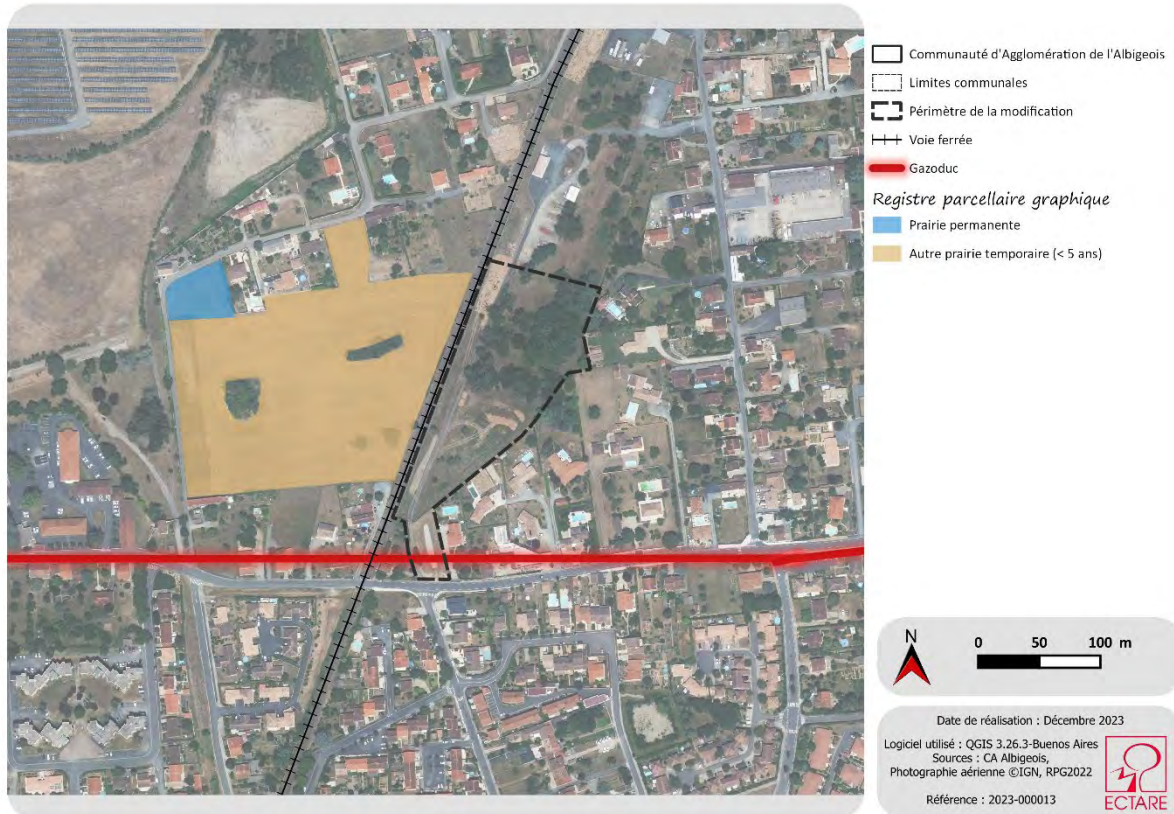 Communauté d'Agglomération de l'Albigeois
Limites communales
Périmètre de la modification
Voie ferrée
Gazoduc
Registre parcellaire graphique
Prairie permanente
Autre prairie temporaire (< 5 ans)
N
0 50 100 m
Date de réalisation : Décembre 2023
Logiciel utilisé : QGIS 3.26.3-Buenos Aires
Sources : CA Albigeois,
Photographie aérienne ©IGN, RPG2022
Référence : 2023-000013
ECTARE